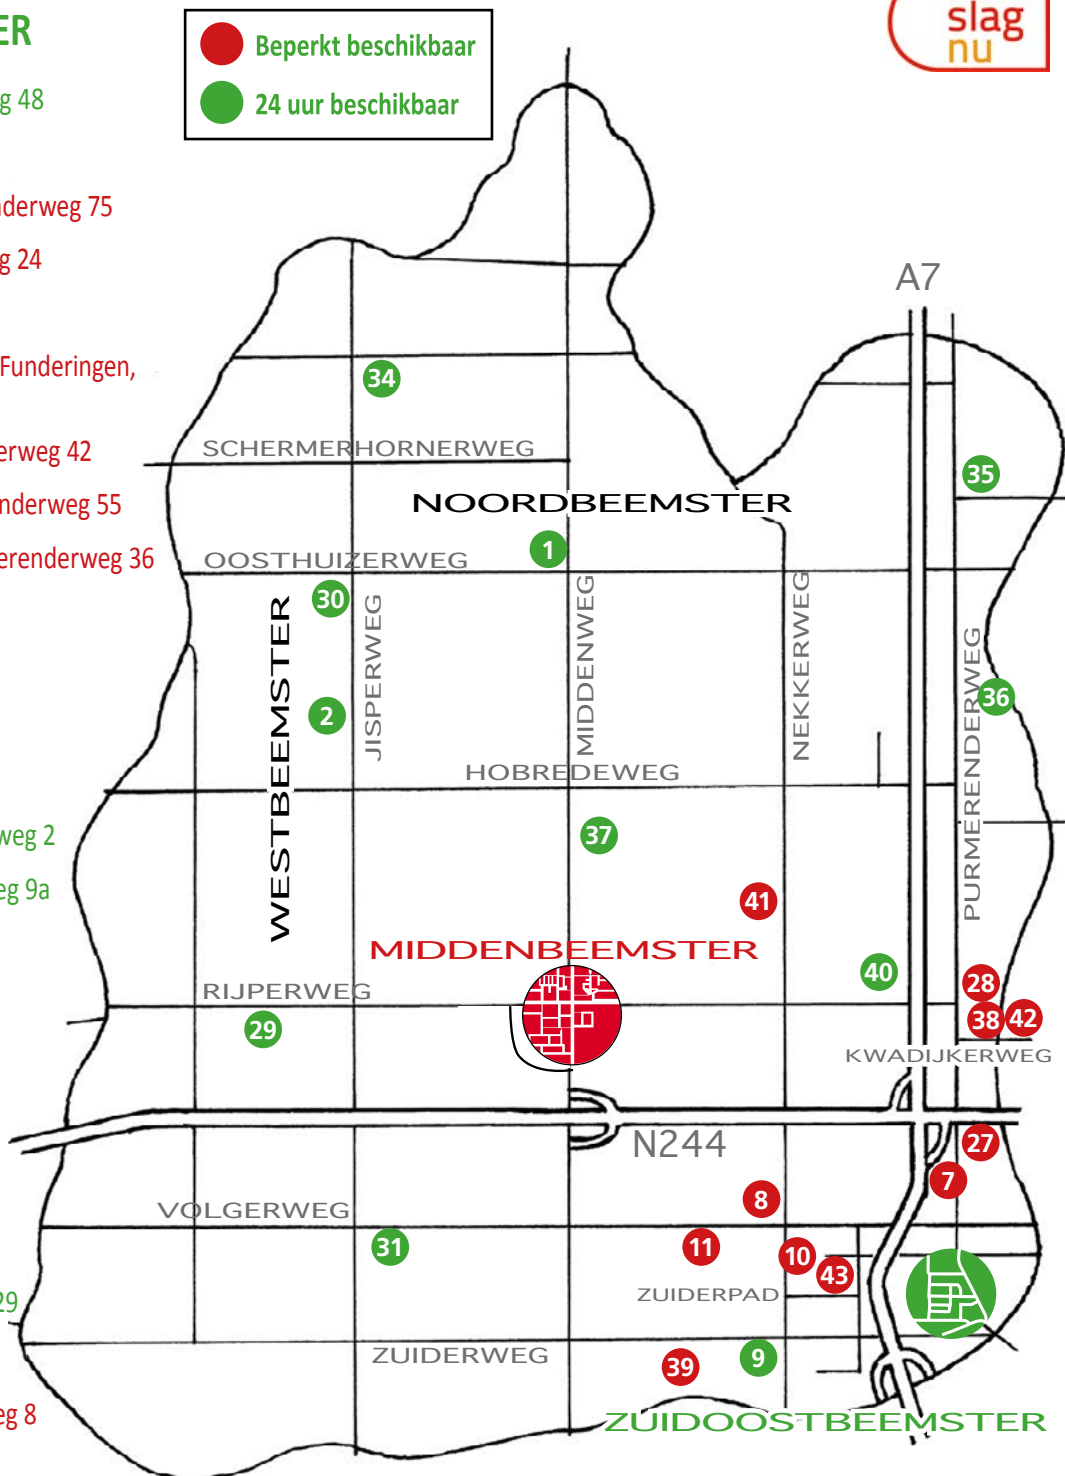 ER
Beperkt beschikbaar
24 uur beschikbaar
slag
nu
g 48
nderweg 75
g 24
Funderingen,
erweg 42
nderweg 55
erenderweg 36
weg 2
eg 9a
29
eg 8
A7
34
SCHERMERHORNERWEG
35
NOORDBEEMSTER
1
OOSTHUIZERWEG
30
WESTBEEMSTER
JISPERWEG
MIDDENWEG
NEKKERWEG
PURMERENDERWEG
36
2
HOBREDEWEG
37
41
MIDDENBEEMSTER
40
28
RIJPERWEG
29
38
42
KWADIJKERWEG
N244
27
7
8
VOLGERWEG
31
11
10
43
ZUIDERPAD
ZUIDERWEG
39
9
ZUIDOOSTBEEMSTER